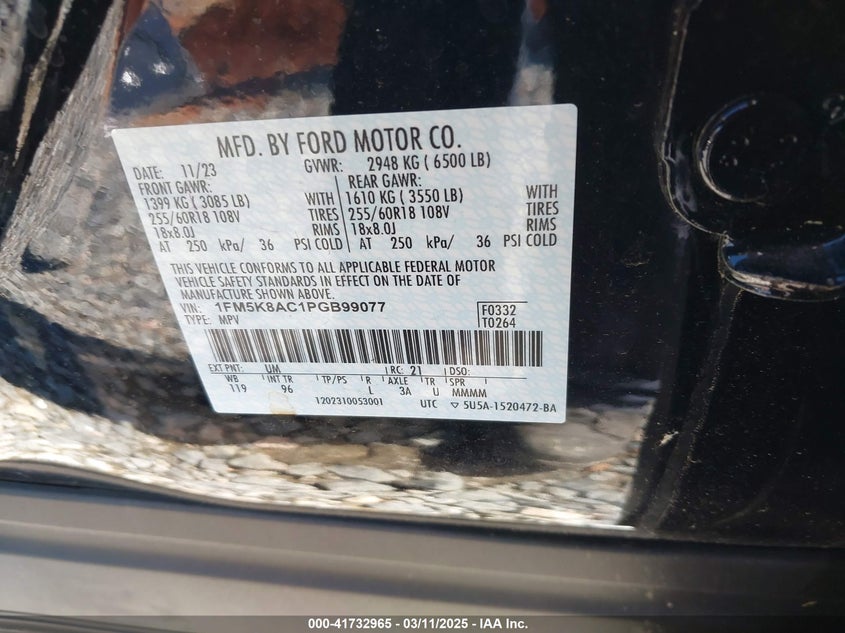 MFD. BY FORD MOTOR CO.
DATE: 11/23 GVWR: 2948 KG ( 6500 LB)
FRONT GAWR: REAR GAWR:
1399 KG ( 3085 LB) WITH 1610 KG ( 3550 LB) WITH
255/60R18 108V TIRES 255/60R18 108V TIRES
18x8.0J RIMS 18x8.0J RIMS
AT 250 kPa/ 36 PSI COLD AT 250 kPa/ 36 PSI COLD
THIS VEHICLE CONFORMS TO ALL APPLICABLE FEDERAL MOTOR
VEHICLE SAFETY STANDARDS IN EFFECT ON THE DATE OF
MANUFACTURE SHOWN ABOVE.
VIN: 1FM5K8AC1PGB99077 F0332
TYPE: MPV T0264
EXT PNT: UM RC: 21 DSO:
WB INT TR TP/PS R AXLE TR SPR
119 96 L 3A U MMMM
1202310053001 UTC ▽ 5U5A-1520472-BA
000-41732965 - 03/11/2025 - IAA Inc.